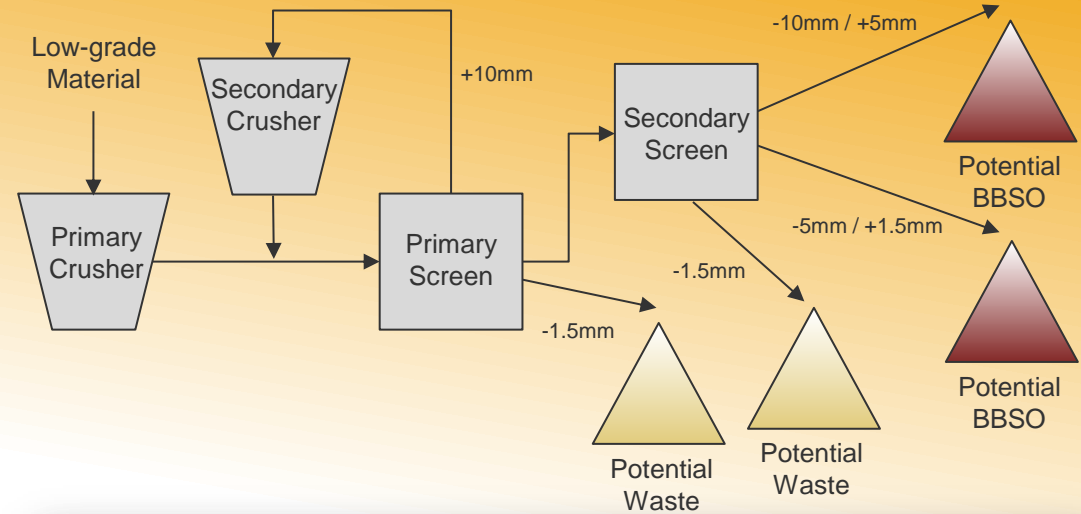 Low-grade
Material
Primary
Crusher
Secondary
Crusher
+10mm
Primary
Screen
-1.5mm
Potential
Waste
Secondary
Screen
-1.5mm
Potential
Waste
-10mm / +5mm
Potential
BBSO
-5mm / +1.5mm
Potential
BBSO